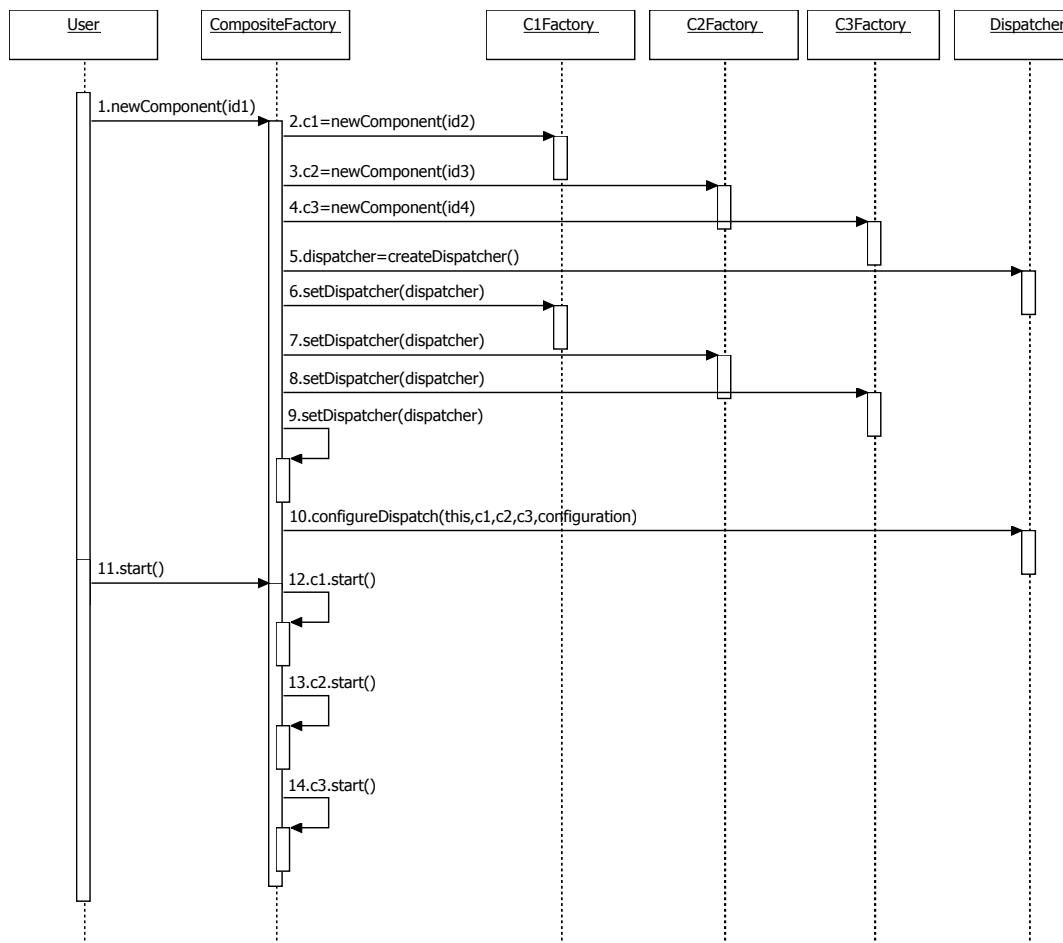 User
CompositeFactory
C1Factory
C2Factory
C3Factory
Dispatcher
1.newComponent(id1)
2.c1=newComponent(id2)
3.c2=newComponent(id3)
4.c3=newComponent(id4)
5.dispatcher=createDispatcher()
6.setDispatcher(dispatcher)
7.setDispatcher(dispatcher)
8.setDispatcher(dispatcher)
9.setDispatcher(dispatcher)
10.configureDispatch(this,c1,c2,c3,configuration)
11.start()
12.c1.start()
13.c2.start()
14.c3.start()